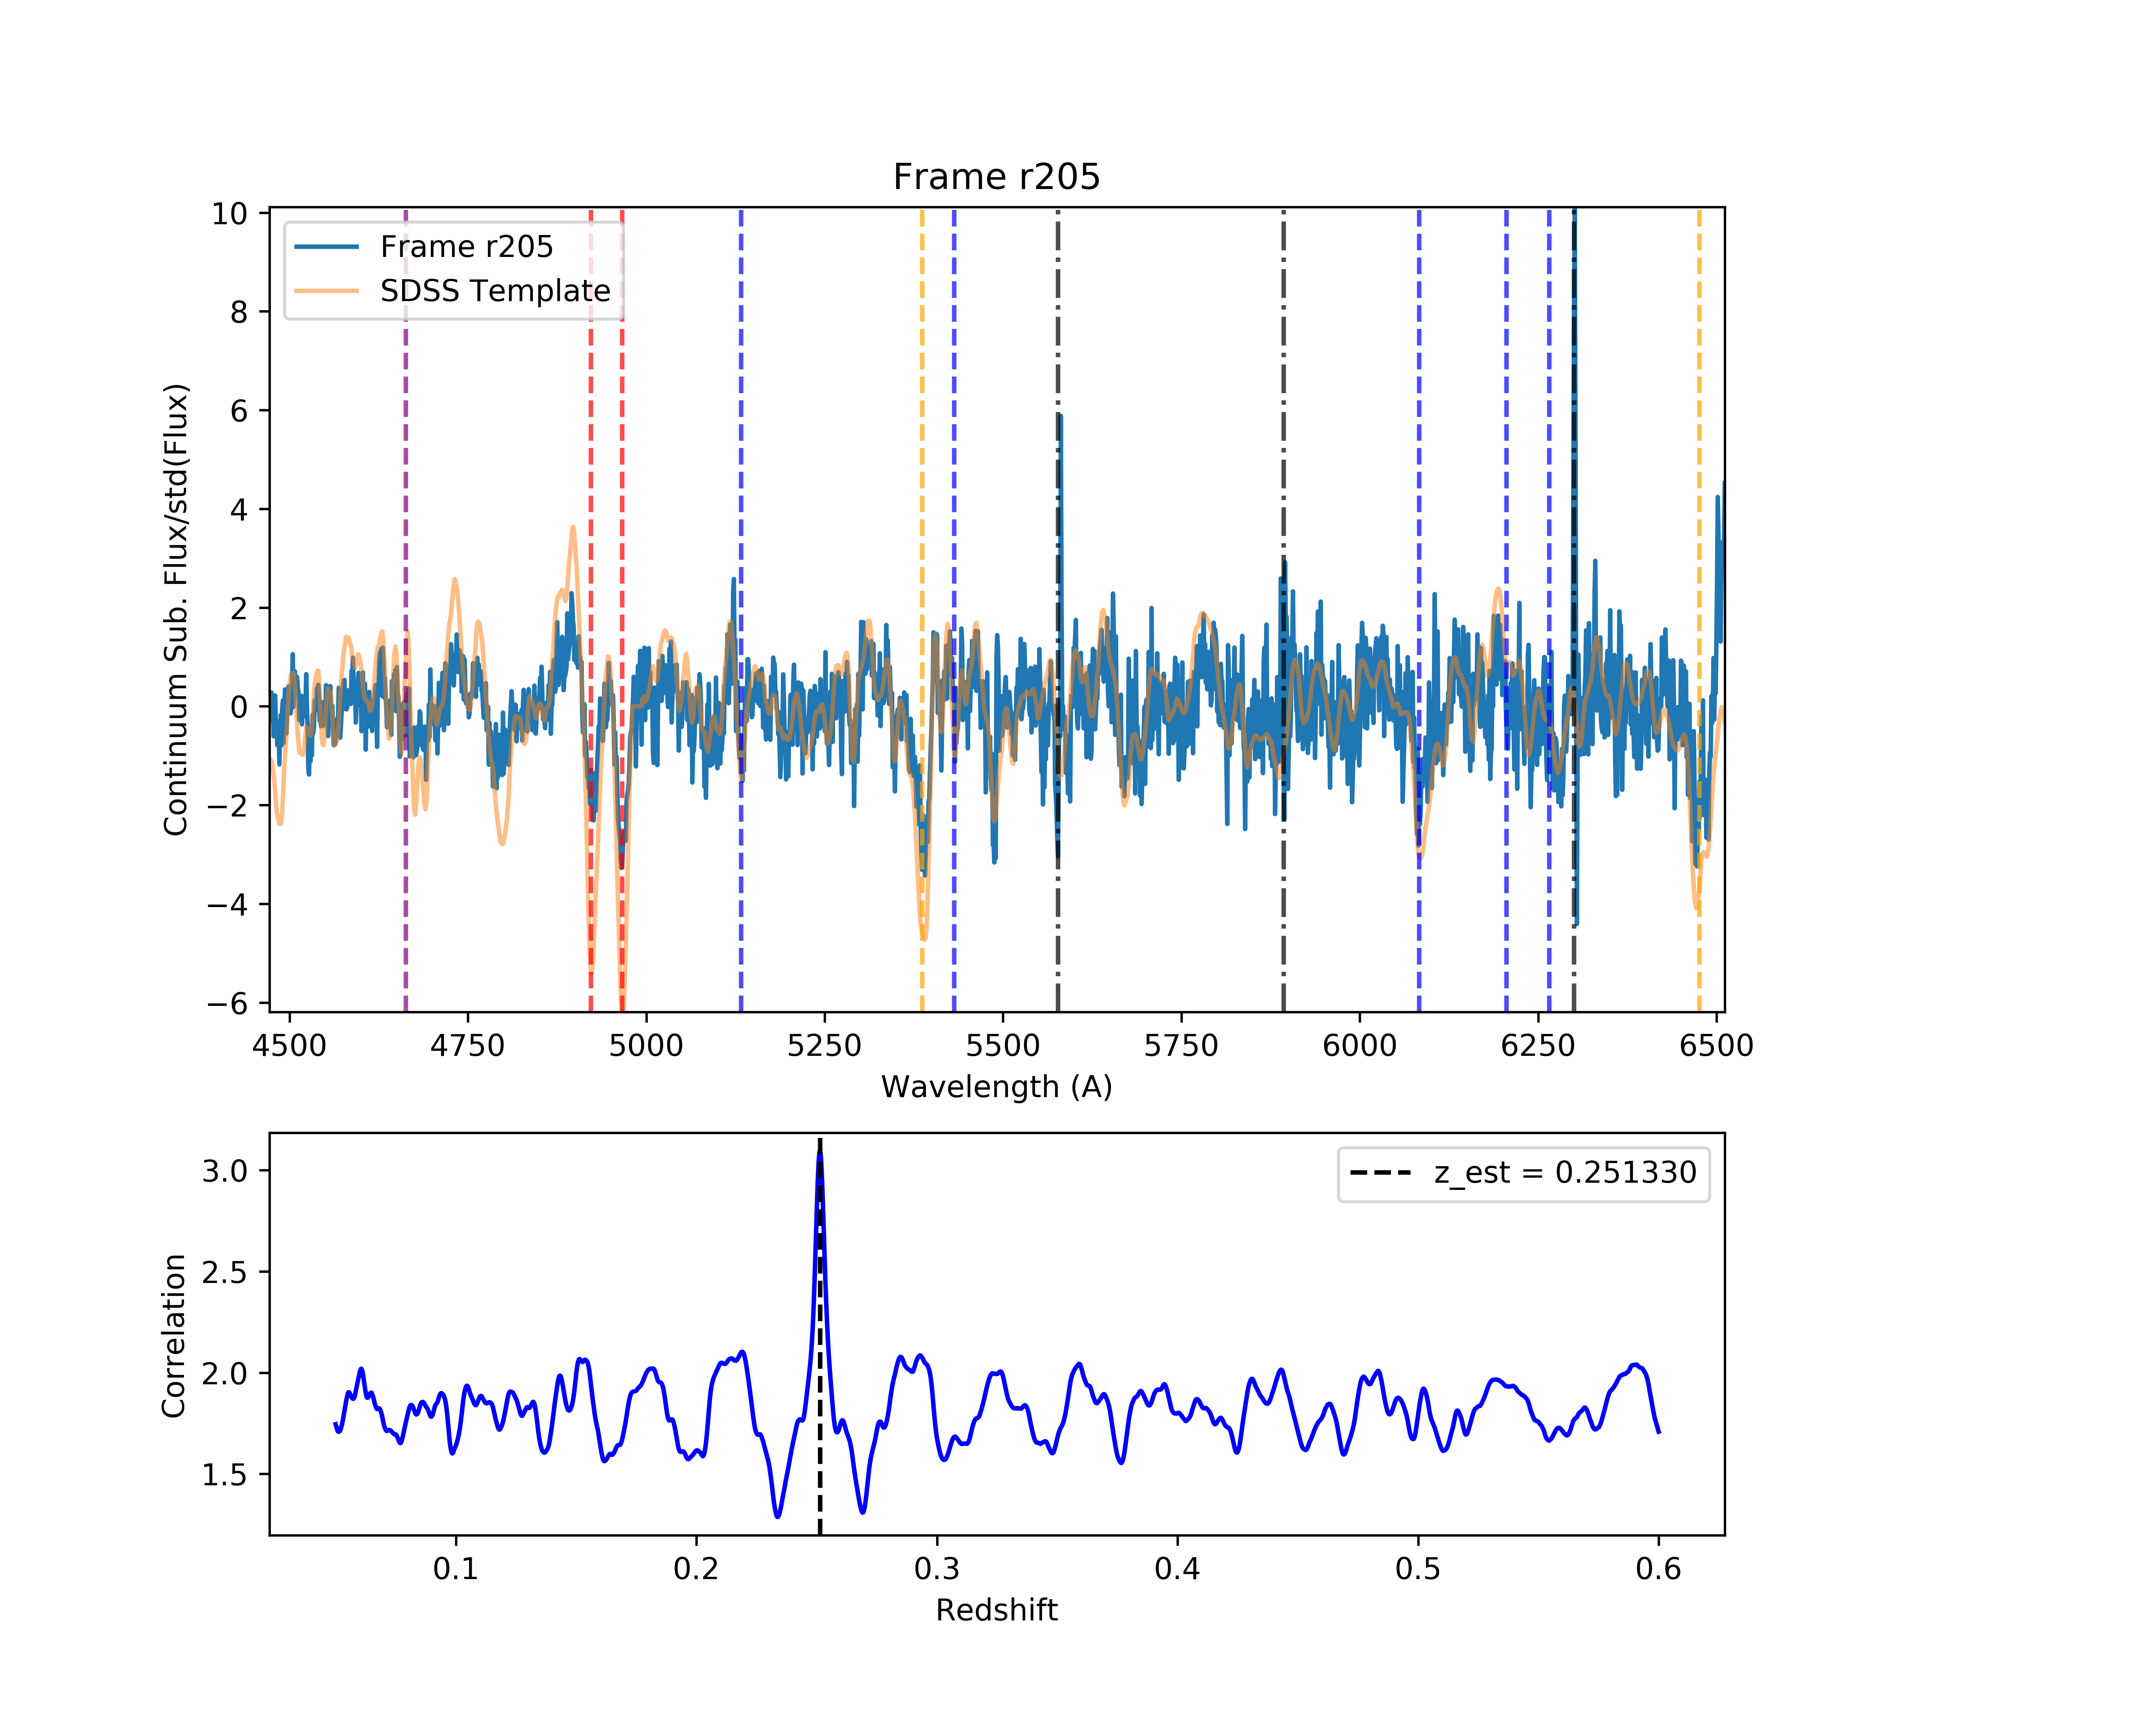 Frame r205
Frame r205
SDSS Template
Continuum Sub. Flux/std(Flux)
10
8
6
4
2
0
−2
−4
−6
4500 4750 5000 5250 5500 5750 6000 6250 6500
Wavelength (A)
z_est = 0.251330
Correlation
3.0
2.5
2.0
1.5
0.1 0.2 0.3 0.4 0.5 0.6
Redshift